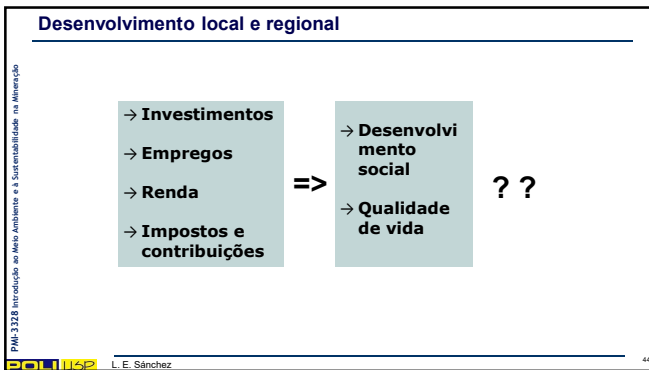 Desenvolvimento local e regional
PMI-3328 Introdução ao Meio Ambiente e à Sustentabilidade na Mineração
→ Investimentos
→ Empregos
→ Renda
→ Impostos e
contribuições
=>
→ Desenvolvi
mento
social
→ Qualidade
de vida
? ?
POLI USP
L. E. Sánchez
44